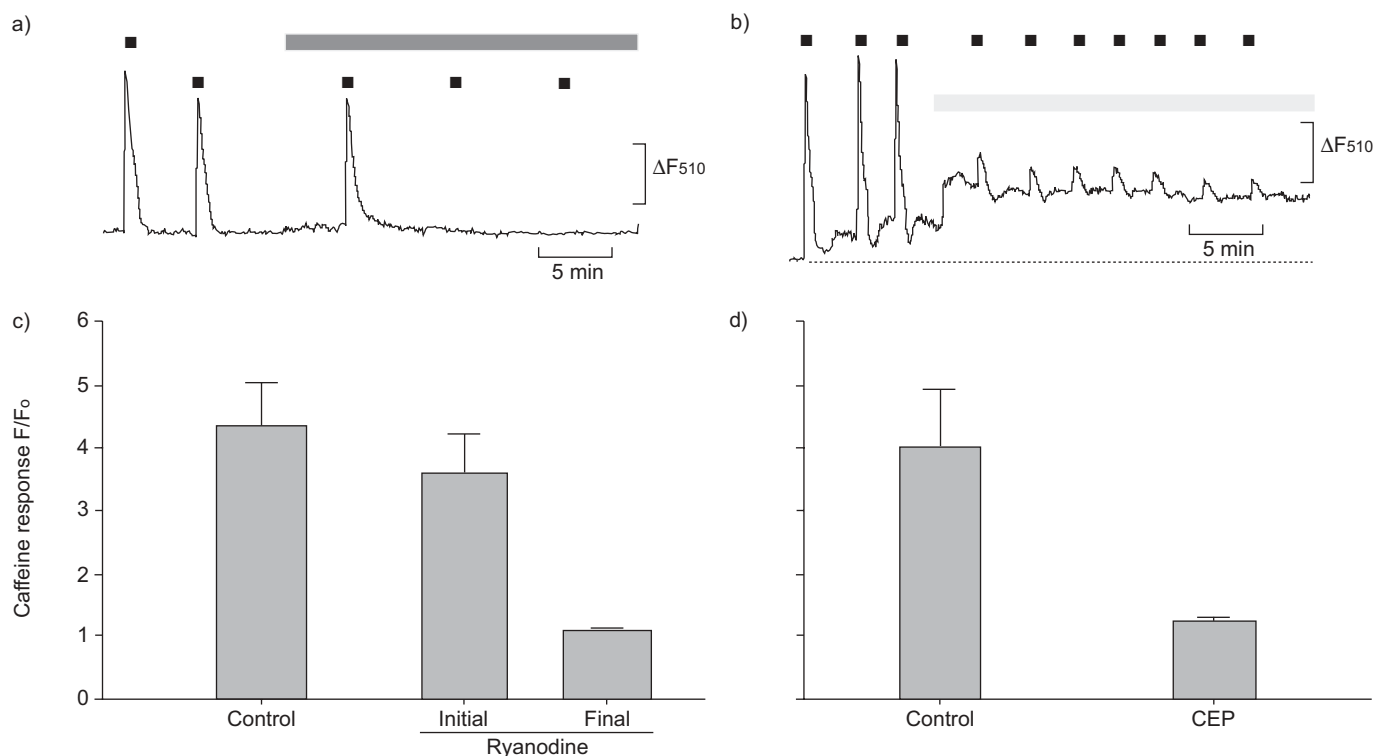 a)
ΔF510
5 min
b)
ΔF510
5 min
c)
Caffeine response F/Fo
6
5
4
3
2
1
0
Control
Initial
Final
Ryanodine
d)
Control
CEP